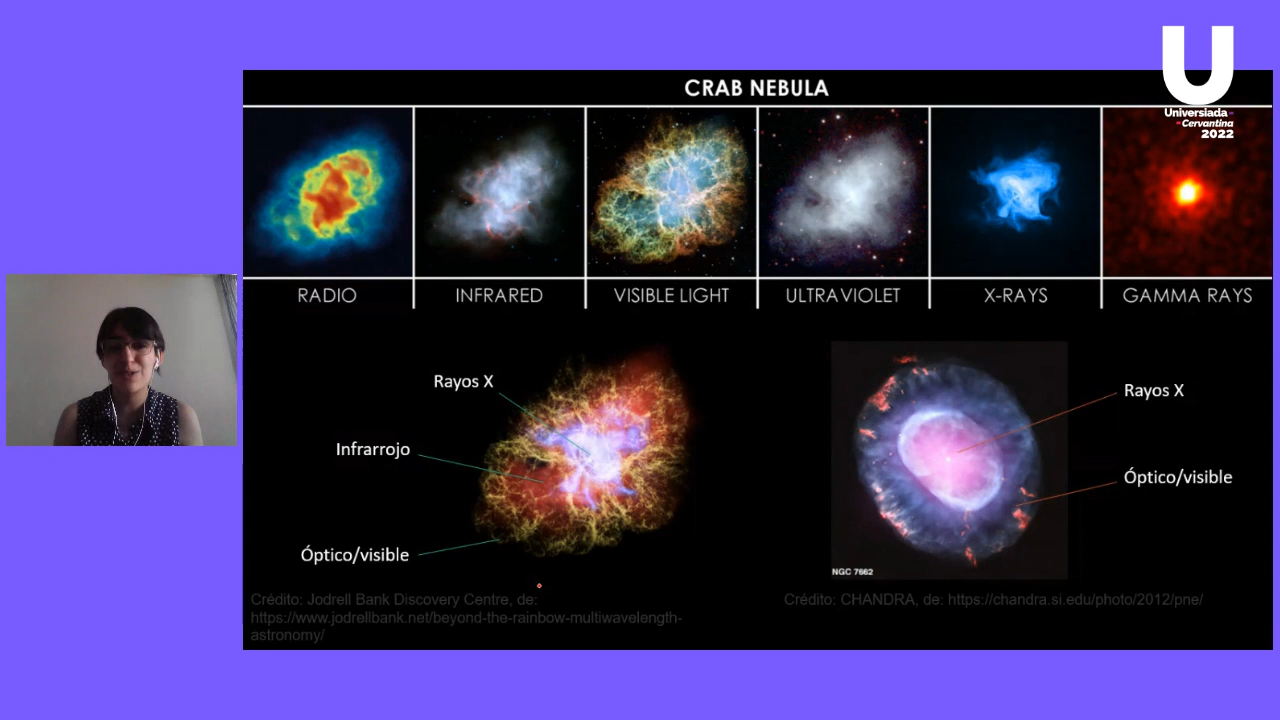 U
Universiada-
-Cervantina
2022
CRAB NEBULA
RADIO
INFRARED
VISIBLE LIGHT
ULTRAVIOLET
X-RAYS
GAMMA RAYS
Rayos X
Infrarrojo
Óptico/visible
Rayos X
Óptico/visible
NGC 7662
Crédito: Jodrell Bank Discovery Centre, de:
https://www.jodrellbank.net/beyond-the-rainbow-multiwavelength-
astronomy/
Crédito: CHANDRA, de: https://chandra.si.edu/photo/2012/pne/